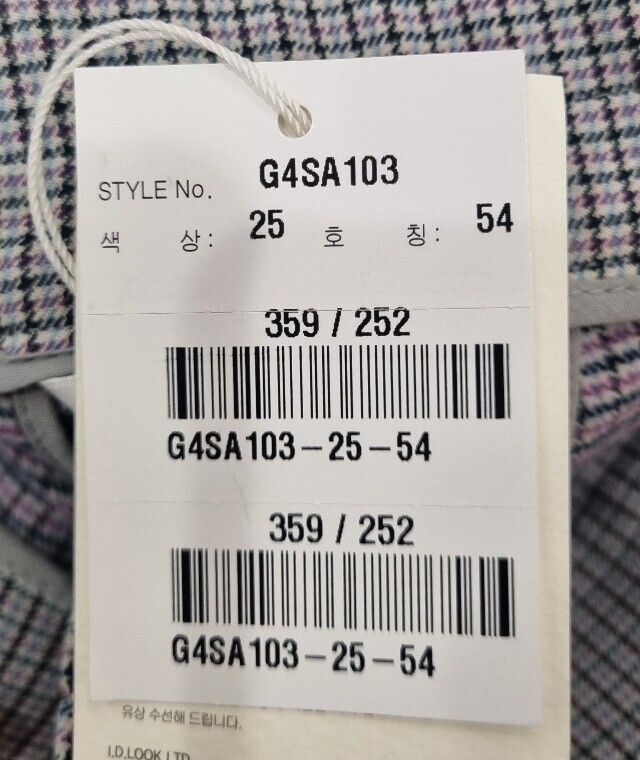 STYLE No. G4SA103
색 상 : 25 호 칭 : 54
359 / 252
G4SA103-25-54
359 / 252
G4SA103-25-54
유상 수선해 드립니다.
I.D.LOOK LTD